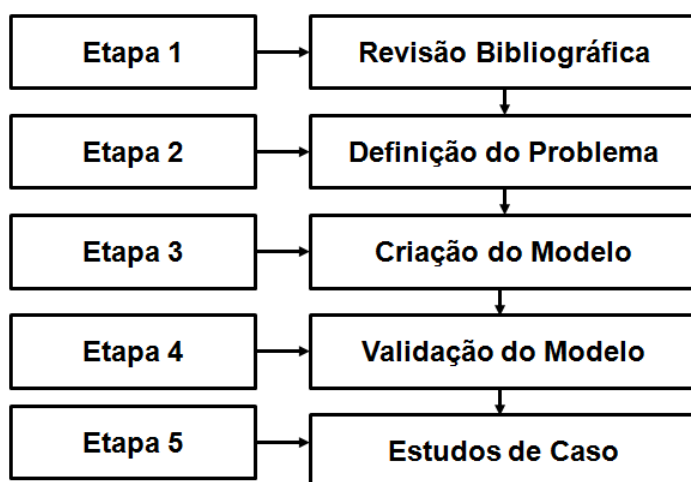 Etapa 1
Revisão Bibliográfica
Etapa 2
Definição do Problema
Etapa 3
Criação do Modelo
Etapa 4
Validação do Modelo
Etapa 5
Estudos de Caso